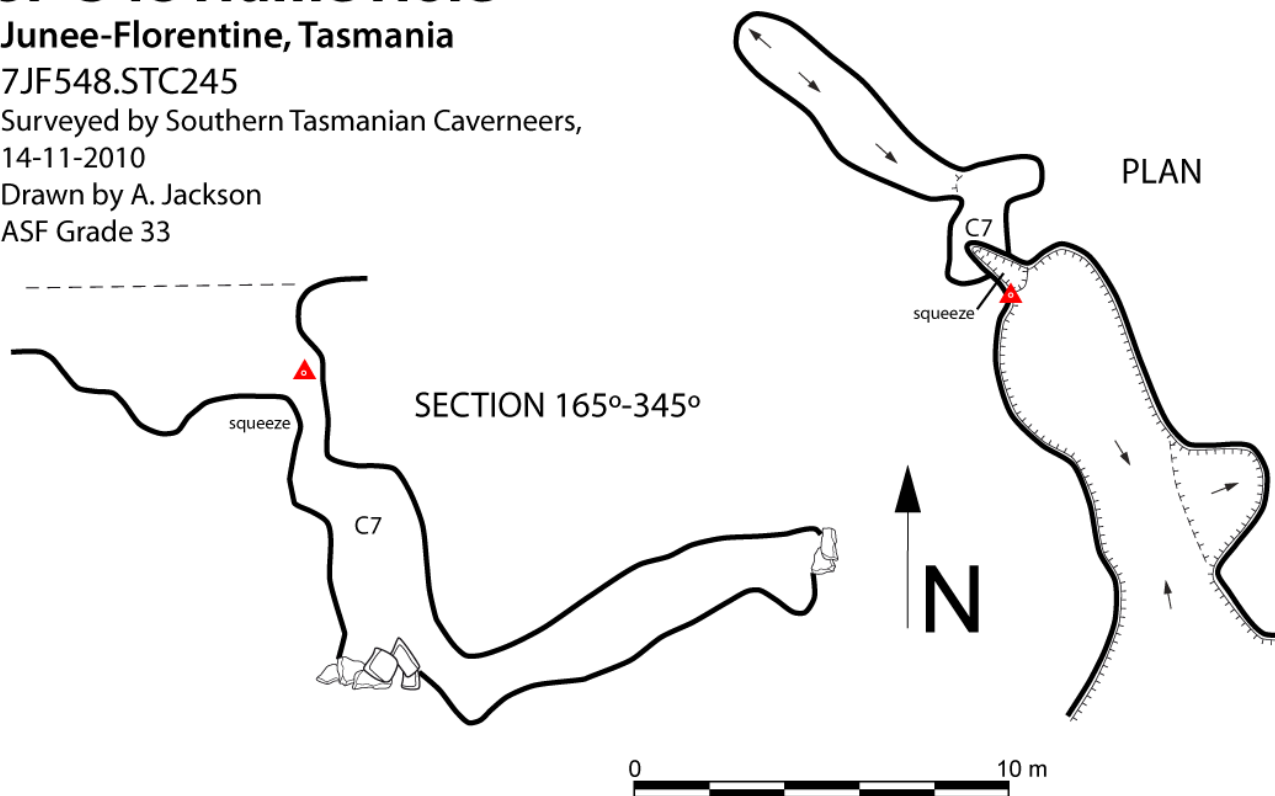 Junee-Florentine, Tasmania
7JF548.STC245
Surveyed by Southern Tasmanian Caverneers,
14-11-2010
Drawn by A. Jackson
ASF Grade 33
PLAN
C7
squeeze
SECTION 165º-345º
squeeze
C7
N
0 10 m